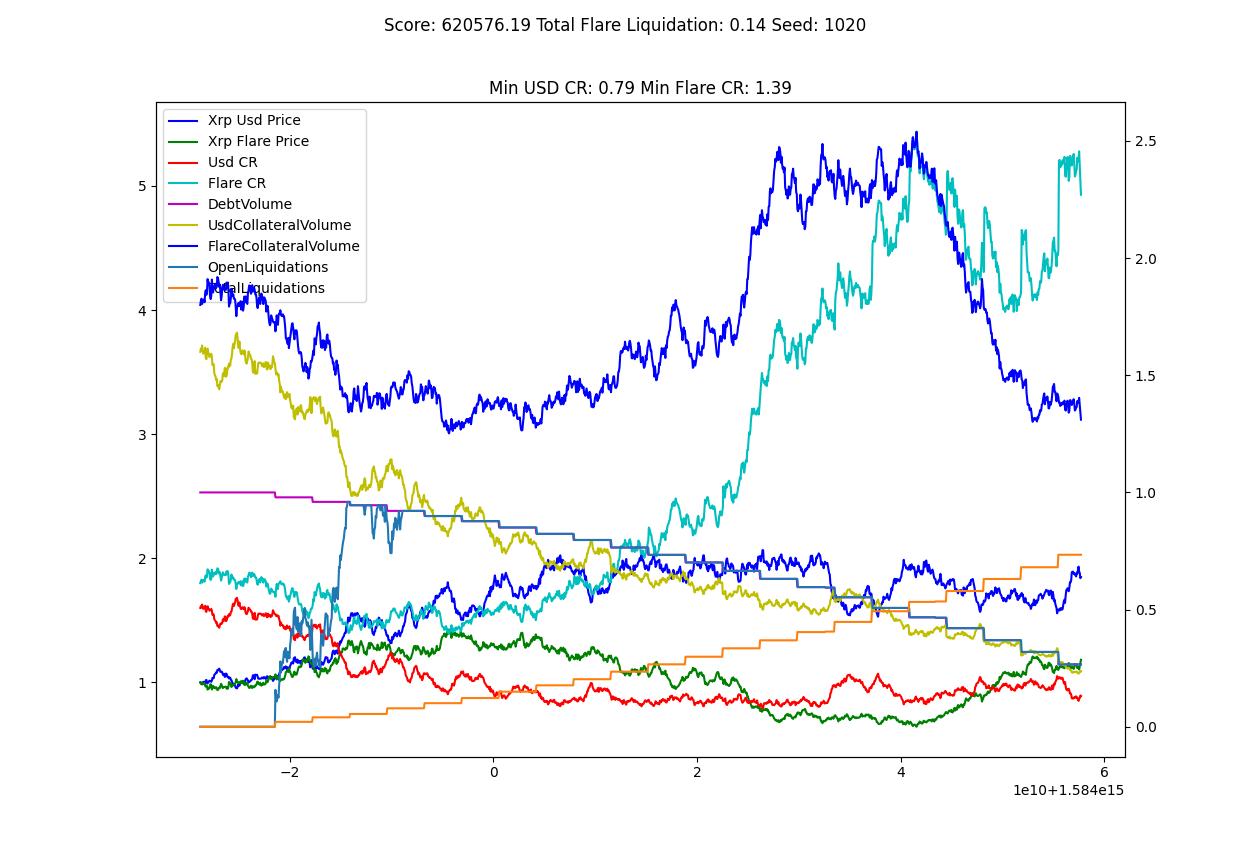 Score: 620576.19 Total Flare Liquidation: 0.14 Seed: 1020
Min USD CR: 0.79 Min Flare CR: 1.39
Xrp Usd Price
Xrp Flare Price
Usd CR
Flare CR
DebtVolume
UsdCollateralVolume
FlareCollateralVolume
OpenLiquidations
TotalLiquidations
5
4
3
2
1
2.5
2.0
1.5
1.0
0.5
0.0
−2
0
2
4
6
1e10+1.584e15